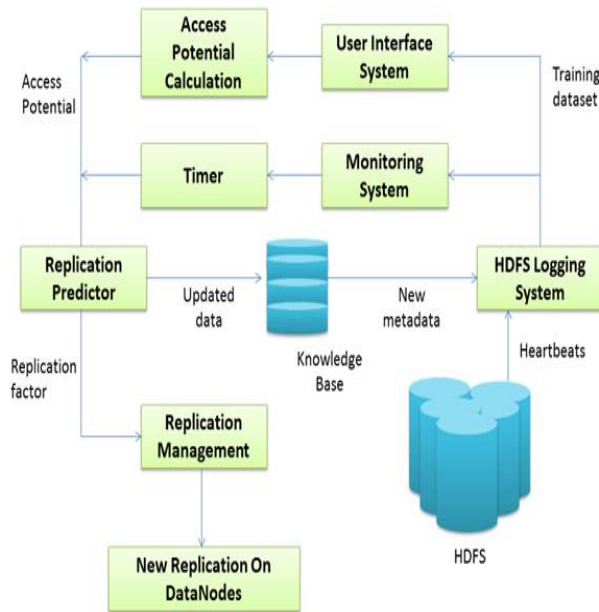 Access
Potential
Calculation
User Interface
System
Access
Potential
Training
dataset
Timer
Monitoring
System
Replication
Predictor
Updated
data
New
metadata
HDFS Logging
System
Knowledge
Base
Heartbeats
Replication
factor
Replication
Management
HDFS
New Replication On
DataNodes